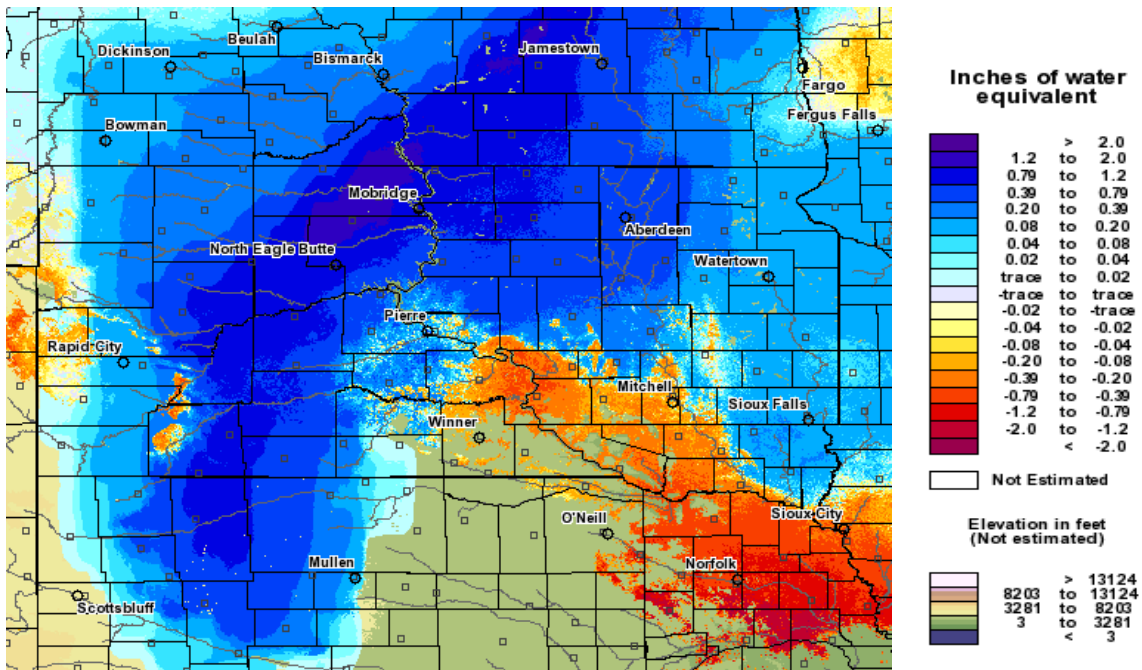 Beulah
Dickinson
Bismarck
Jamestown
Fargo
Fergus Falls
Bowman
Mobridge
Aberdeen
North Eagle Butte
Watertown
Pierre
Rapid City
Mitchell
Sioux Falls
Winner
O'Neill
Sioux City
Mullen
Norfolk
Scottsbluff
Inches of water
equivalent
> 2.0
1.2 to 2.0
0.79 to 1.2
0.39 to 0.79
0.20 to 0.39
0.08 to 0.20
0.04 to 0.08
0.02 to 0.04
trace to 0.02
-trace to trace
-0.02 to -trace
-0.04 to -0.02
-0.08 to -0.04
-0.20 to -0.08
-0.39 to -0.20
-0.79 to -0.39
-1.2 to -0.79
-2.0 to -1.2
< -2.0
Not Estimated
Elevation in feet
(Not estimated)
> 13124
8203 to 13124
3281 to 8203
3 to 3281
< 3